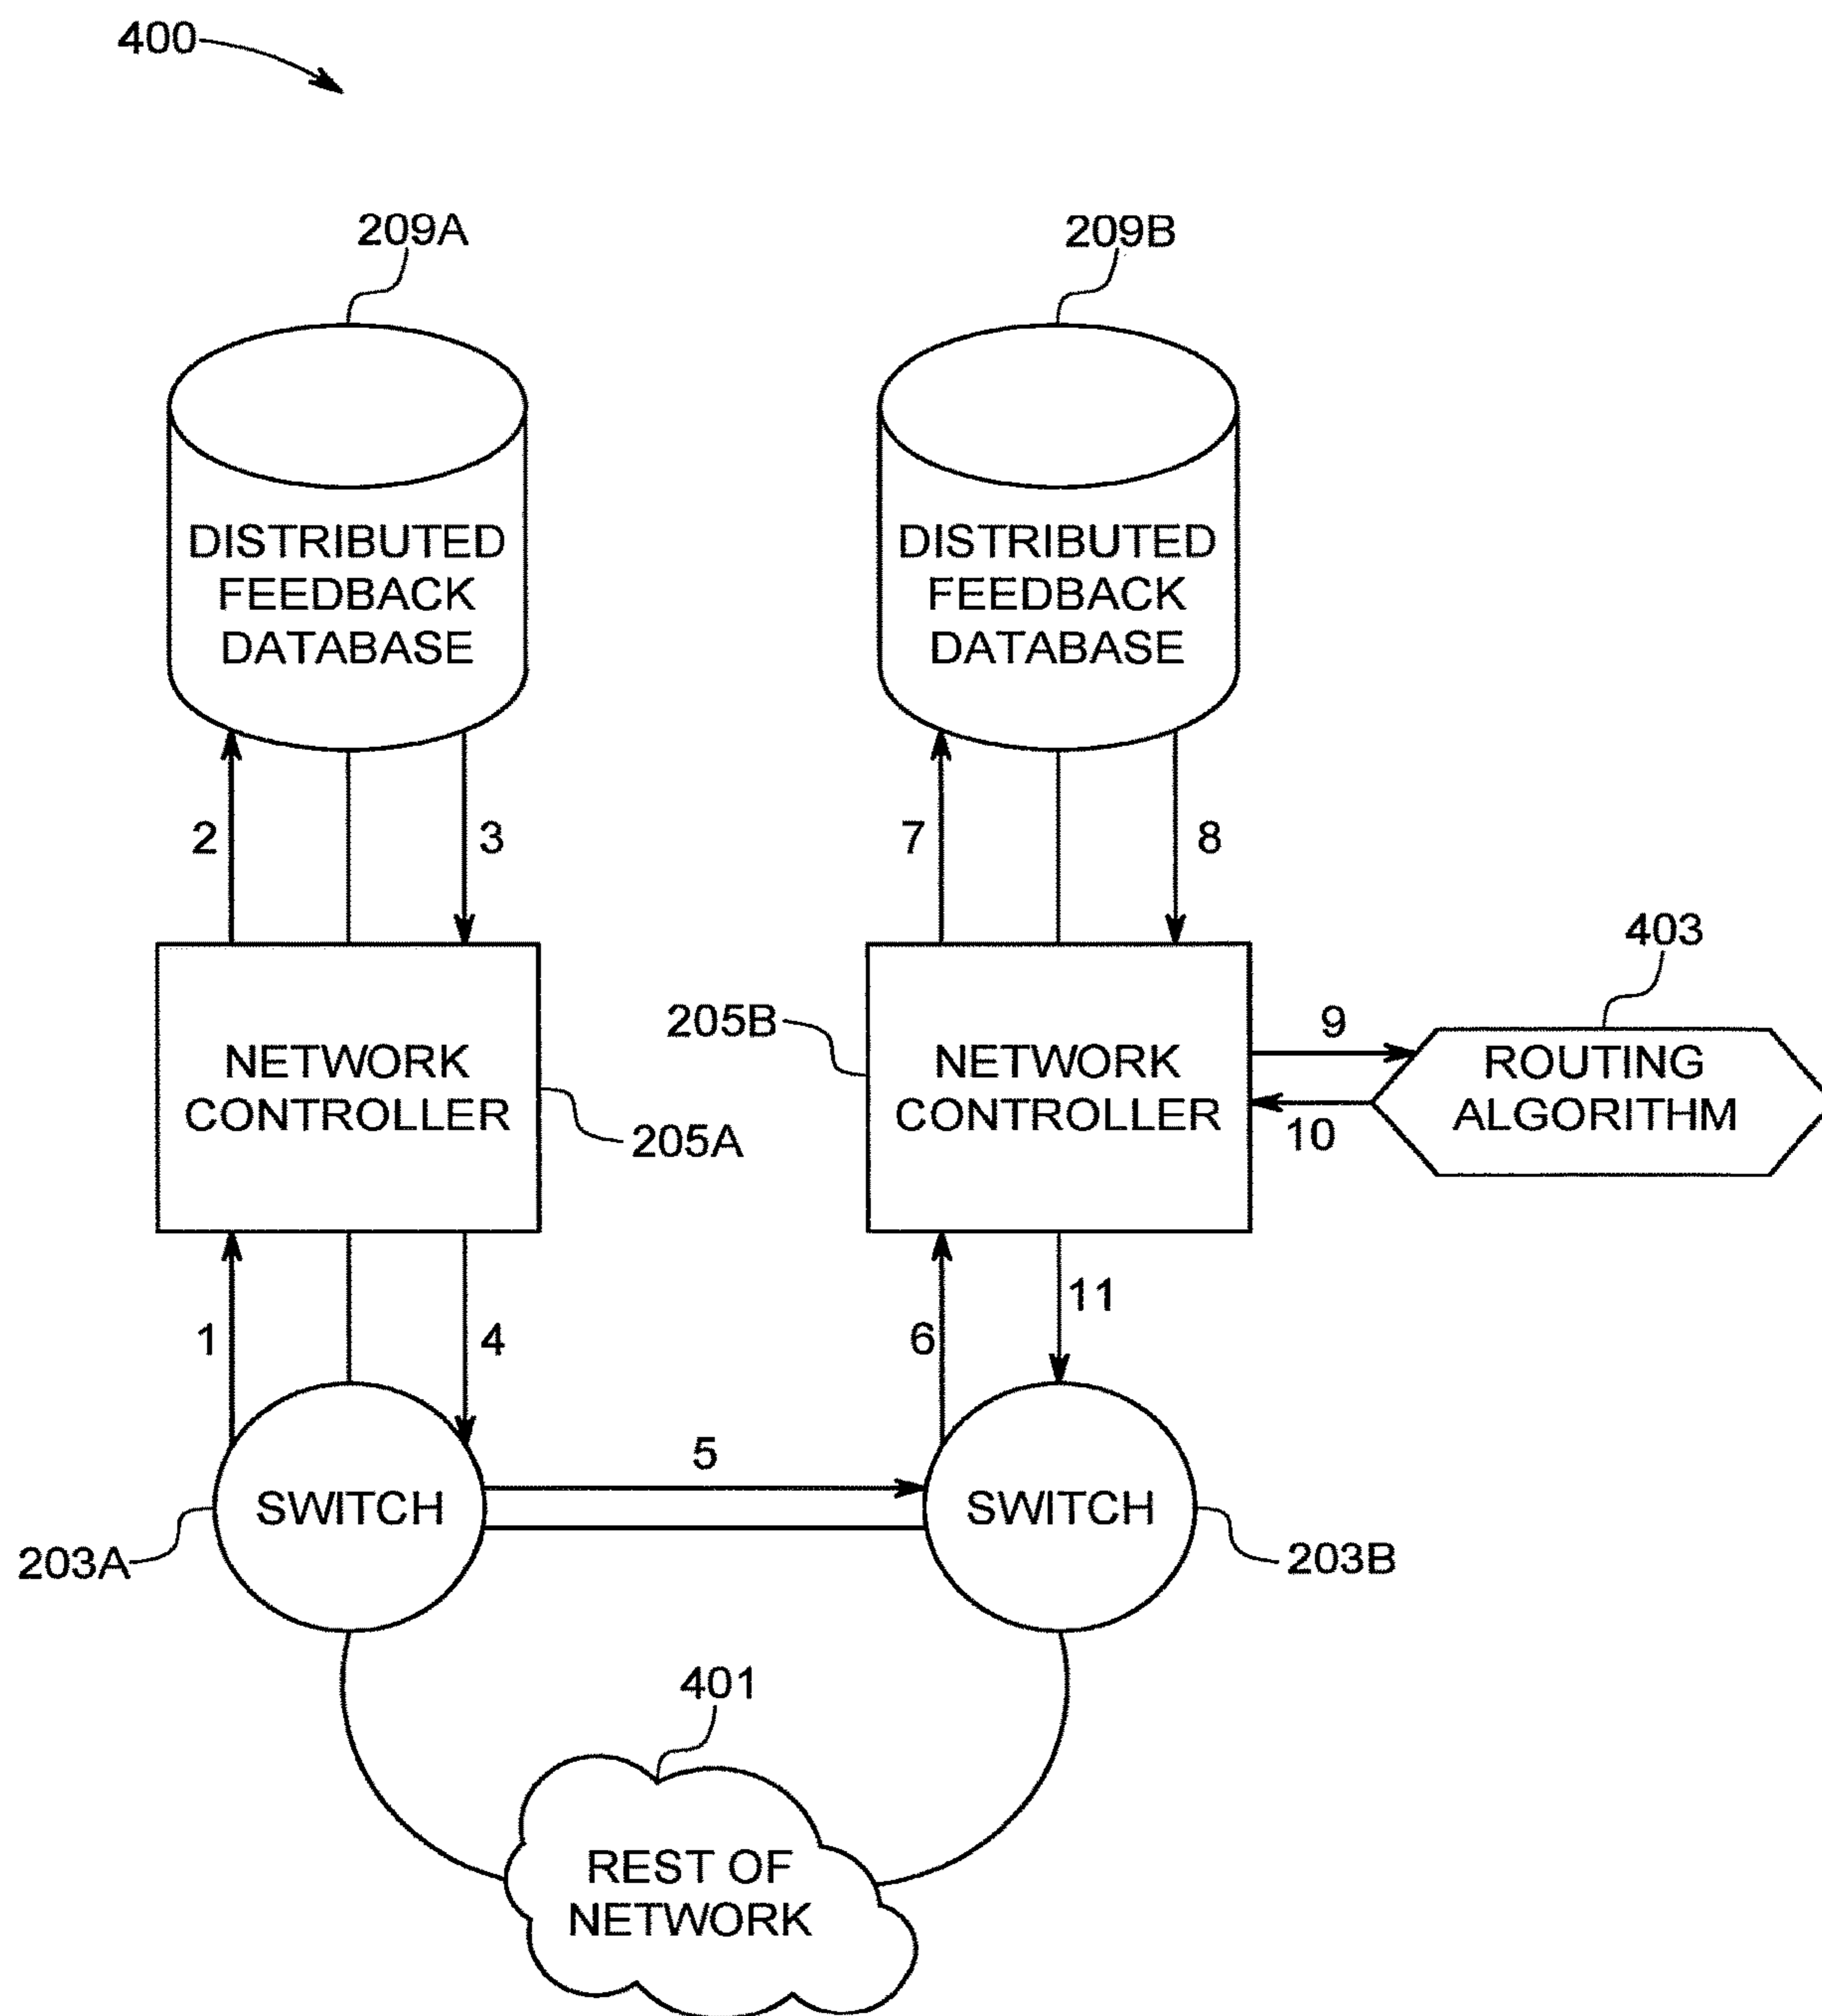 400
209A
209B
DISTRIBUTED
FEEDBACK
DATABASE
DISTRIBUTED
FEEDBACK
DATABASE
2
3
7
8
403
205B
9
NETWORK
CONTROLLER
NETWORK
CONTROLLER
ROUTING
ALGORITHM
10
205A
1
4
6
11
5
SWITCH
SWITCH
203A
203B
401
REST OF
NETWORK